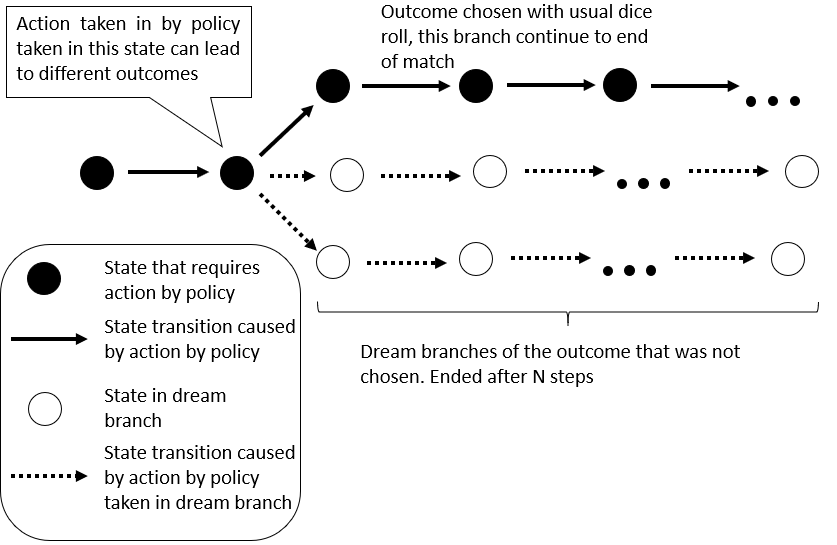 Action taken in by policy
taken in this state can lead
to different outcomes
Outcome chosen with usual dice
roll, this branch continue to end
of match
State that requires
action by policy
State transition caused
by action by policy
State in dream
branch
State transition caused
by action by policy
taken in dream branch
Dream branches of the outcome that was not
chosen. Ended after N steps